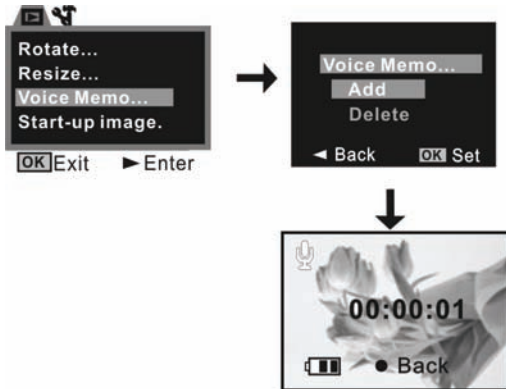 Rotate...
Resize...
Voice Memo...
Start-up image.
OK Exit ► Enter
Voice Memo...
Add
Delete
◄ Back OK Set
00:00:01
● Back